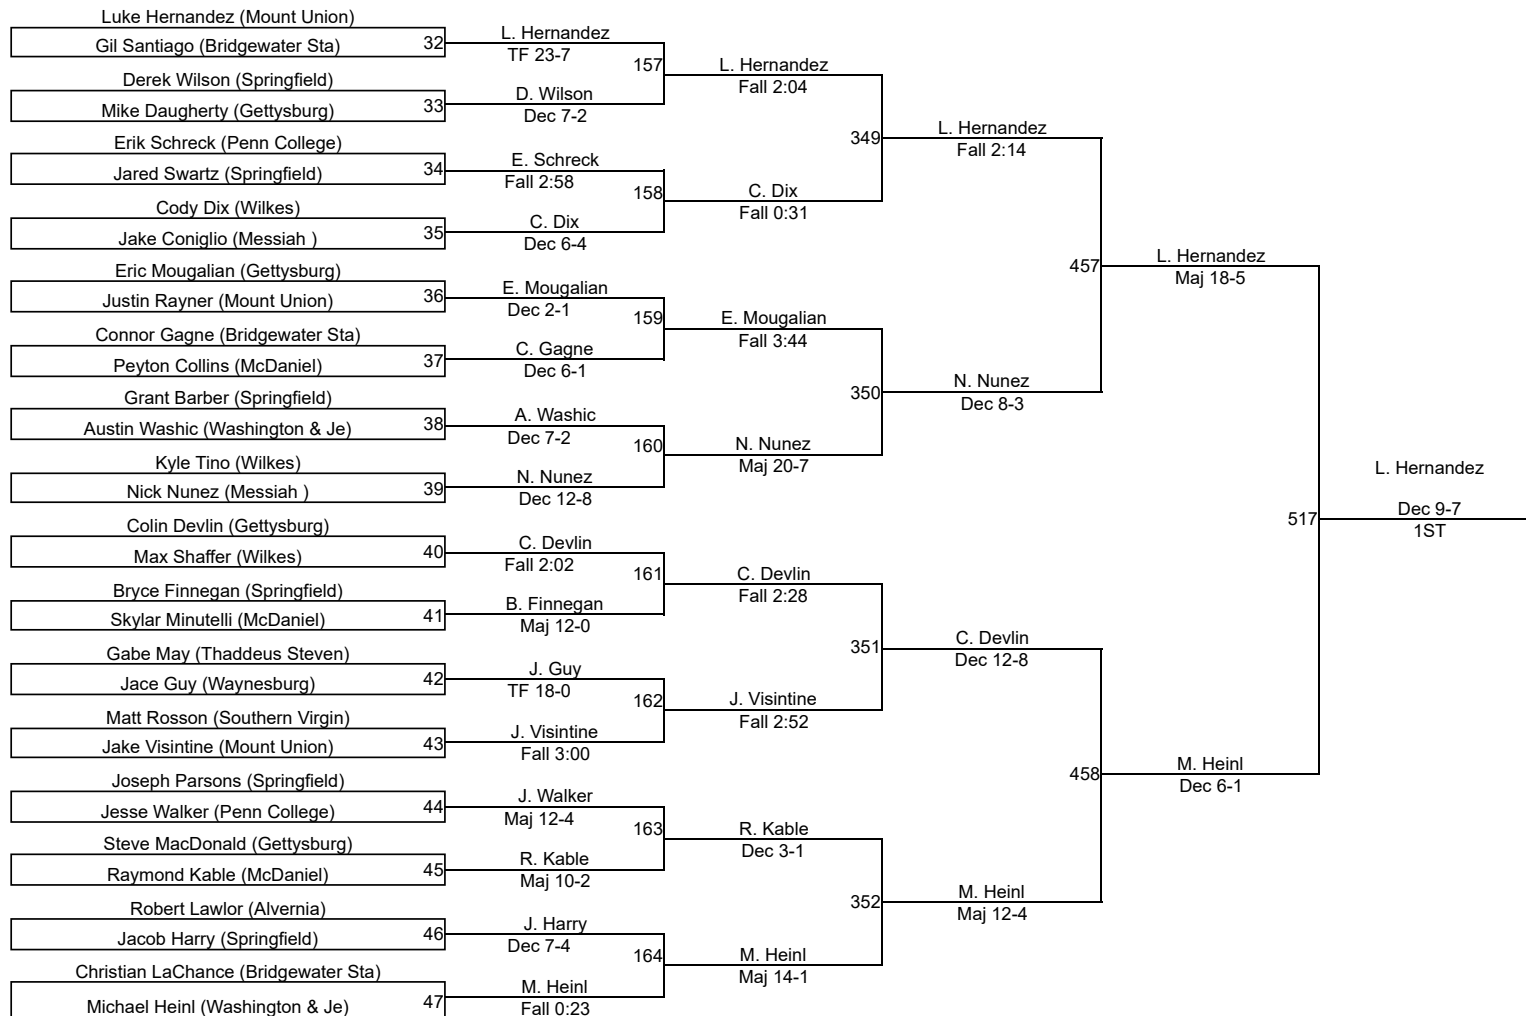 Luke Hernandez (Mount Union)
Gil Santiago (Bridgewater Sta)
32
Derek Wilson (Springfield)
Mike Daugherty (Gettysburg)
33
Erik Schreck (Penn College)
Jared Swartz (Springfield)
34
Cody Dix (Wilkes)
Jake Coniglio (Messiah )
35
Eric Mougalian (Gettysburg)
Justin Rayner (Mount Union)
36
Connor Gagne (Bridgewater Sta)
Peyton Collins (McDaniel)
37
Grant Barber (Springfield)
Austin Washic (Washington & Je)
38
Kyle Tino (Wilkes)
Nick Nunez (Messiah )
39
Colin Devlin (Gettysburg)
Max Shaffer (Wilkes)
40
Bryce Finnegan (Springfield)
Skylar Minutelli (McDaniel)
41
Gabe May (Thaddeus Steven)
Jace Guy (Waynesburg)
42
Matt Rosson (Southern Virgin)
Jake Visintine (Mount Union)
43
Joseph Parsons (Springfield)
Jesse Walker (Penn College)
44
Steve MacDonald (Gettysburg)
Raymond Kable (McDaniel)
45
Robert Lawlor (Alvernia)
Jacob Harry (Springfield)
46
Christian LaChance (Bridgewater Sta)
Michael Heinl (Washington & Je)
47
L. Hernandez
TF 23-7
157
D. Wilson
Dec 7-2
E. Schreck
Fall 2:58
158
C. Dix
Dec 6-4
E. Mougalian
Dec 2-1
159
C. Gagne
Dec 6-1
A. Washic
Dec 7-2
160
N. Nunez
Dec 12-8
C. Devlin
Fall 2:02
161
B. Finnegan
Maj 12-0
J. Guy
TF 18-0
162
J. Visintine
Fall 3:00
J. Walker
Maj 12-4
163
R. Kable
Maj 10-2
J. Harry
Dec 7-4
164
M. Heinl
Fall 0:23
L. Hernandez
Fall 2:04
349
C. Dix
Fall 0:31
E. Mougalian
Fall 3:44
350
N. Nunez
Maj 20-7
C. Devlin
Fall 2:28
351
J. Visintine
Fall 2:52
R. Kable
Dec 3-1
352
M. Heinl
Maj 14-1
L. Hernandez
Fall 2:14
457
N. Nunez
Dec 8-3
C. Devlin
Dec 12-8
458
M. Heinl
Maj 12-4
L. Hernandez
Maj 18-5
517
M. Heinl
Dec 6-1
L. Hernandez
Dec 9-7
1ST